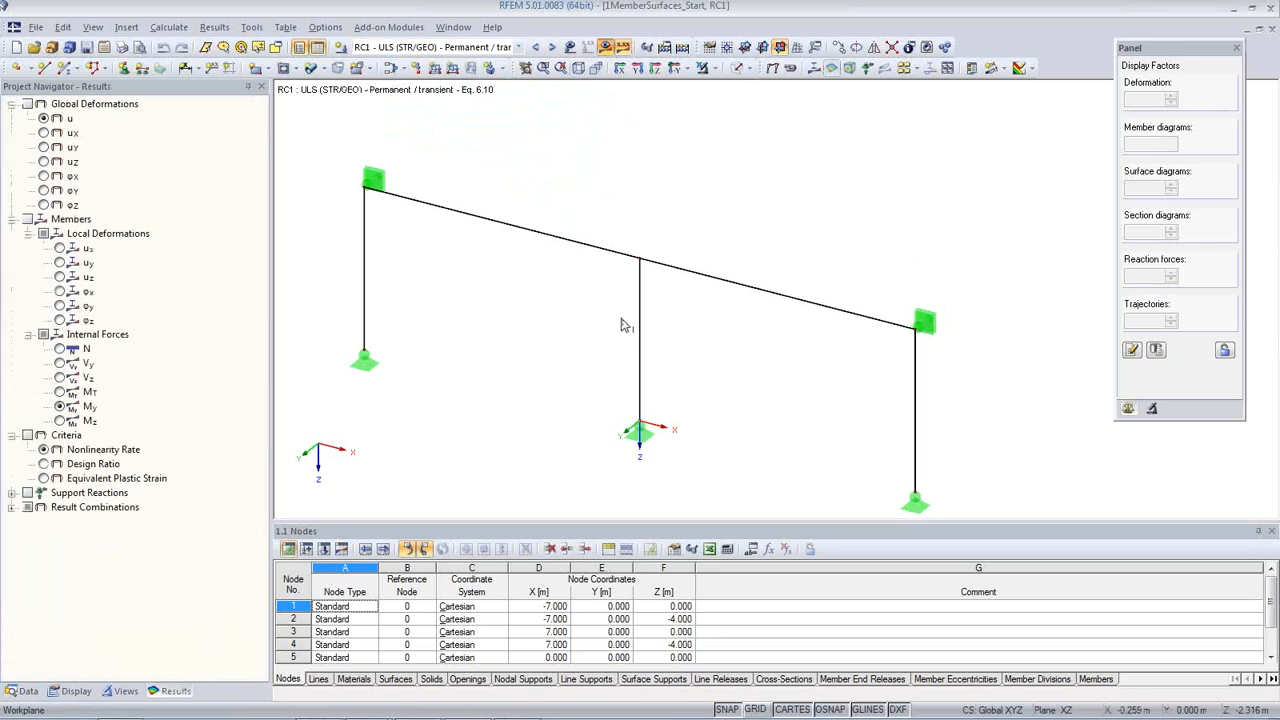 RFEM 5.01.0083 (64bit) - [1MemberSurfaces_Start, RC1]
File Edit View Insert Calculate Results Tools Table Options Add-on Modules Window Help
RC1 - ULS (STR/GEO) - Permanent / trar
Project Navigator - Results
Global Deformations
u
uX
uY
uZ
φX
φY
φZ
Members
Local Deformations
ux
uy
uz
φx
φy
φz
Internal Forces
N
Vy
Vz
MT
My
Mz
Criteria
Nonlinearity Rate
Design Ratio
Equivalent Plastic Strain
Support Reactions
Result Combinations
Data Display Views Results
Workplane
RC1 : ULS (STR/GEO) - Permanent / transient - Eq. 6.10
X
Y
Z
X
Y
Z
Panel
Display Factors
Deformation:
Member diagrams:
Surface diagrams:
Section diagrams:
Reaction forces:
Trajectories:
1.1 Nodes
A B C D E F G
Node No. Node Type Reference Node Coordinate System Node Coordinates X [m] Y [m] Z [m] Comment
1 Standard 0 Cartesian -7.000 0.000 0.000
2 Standard 0 Cartesian -7.000 0.000 -4.000
3 Standard 0 Cartesian 7.000 0.000 0.000
4 Standard 0 Cartesian 7.000 0.000 -4.000
5 Standard 0 Cartesian 0.000 0.000 0.000
Nodes Lines Materials Surfaces Solids Openings Nodal Supports Line Supports Surface Supports Line Releases Cross-Sections Member End Releases Member Eccentricities Member Divisions Members
SNAP GRID CARTES OSNAP GLINES DXF CS: Global XYZ Plane: XZ X: -0.259 m Y: 0.000 m Z: -2.316 m